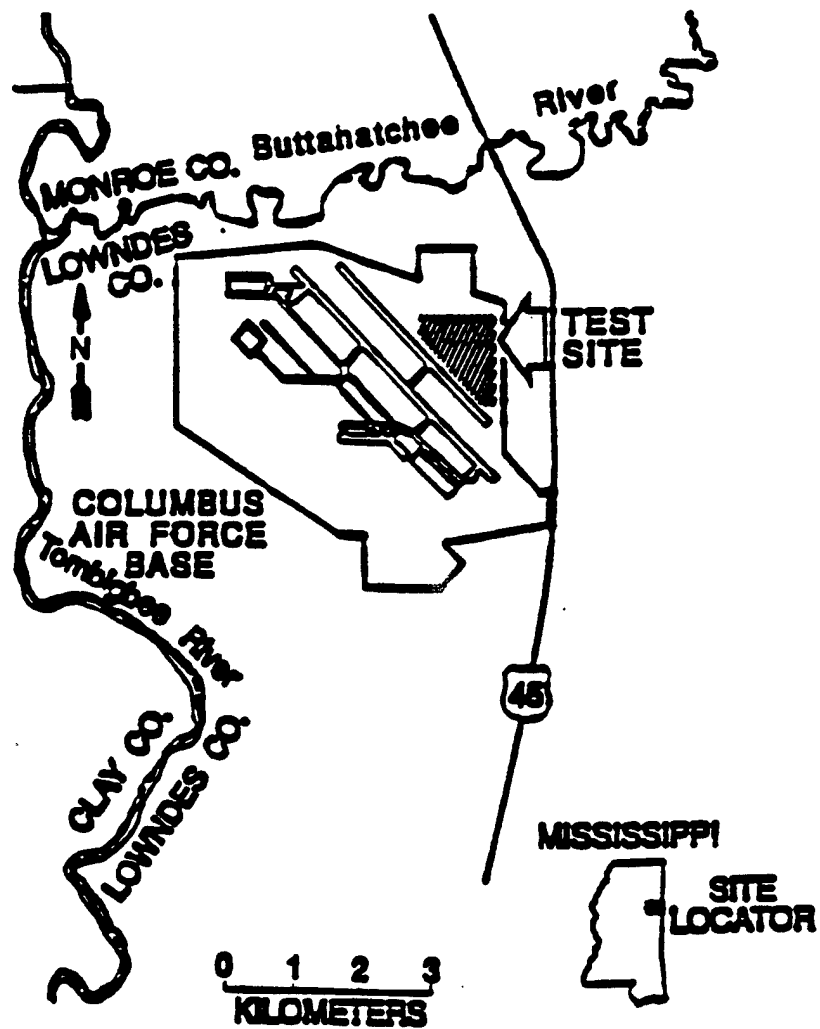 Buttahatchee River
MONROE CO.
LOWNDES
CO.
N
TEST
SITE
COLUMBUS
AIR FORCE
BASE
Tombigbee River
45
CLAY CO.
LOWNDES CO.
MISSISSIPPI
SITE
LOCATOR
0 1 2 3
KILOMETERS